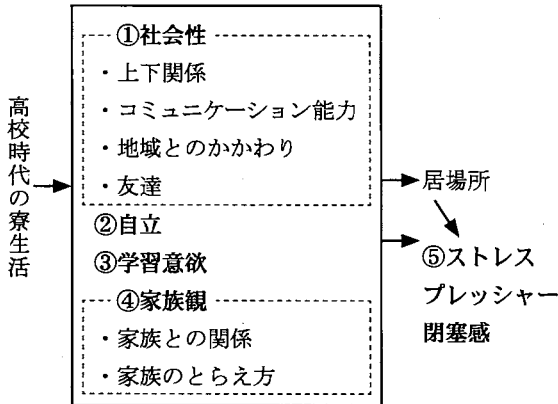 高校時代の寮生活
①社会性
・上下関係
・コミュニケーション能力
・地域とのかかわり
・友達
②自立
③学習意欲
④家族観
・家族との関係
・家族のとらえ方
居場所
⑤ストレス
プレッシャー
閉塞感